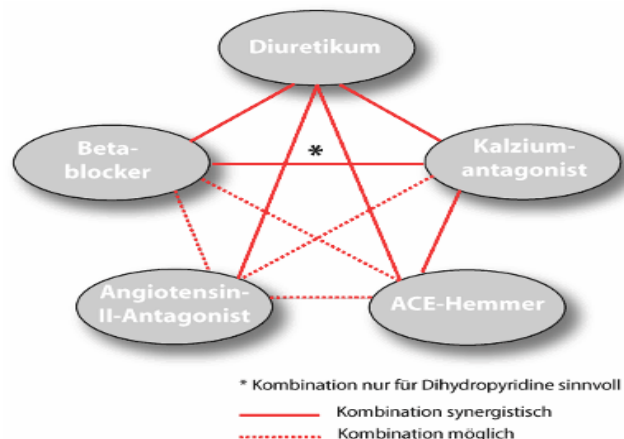 Diuretikum
Beta-
blocker
*
Kalzium-
antagonist
Angiotensin-
II-Antagonist
ACE-Hemmer
* Kombination nur für Dihydropyridine sinnvoll
Kombination synergistisch
Kombination möglich